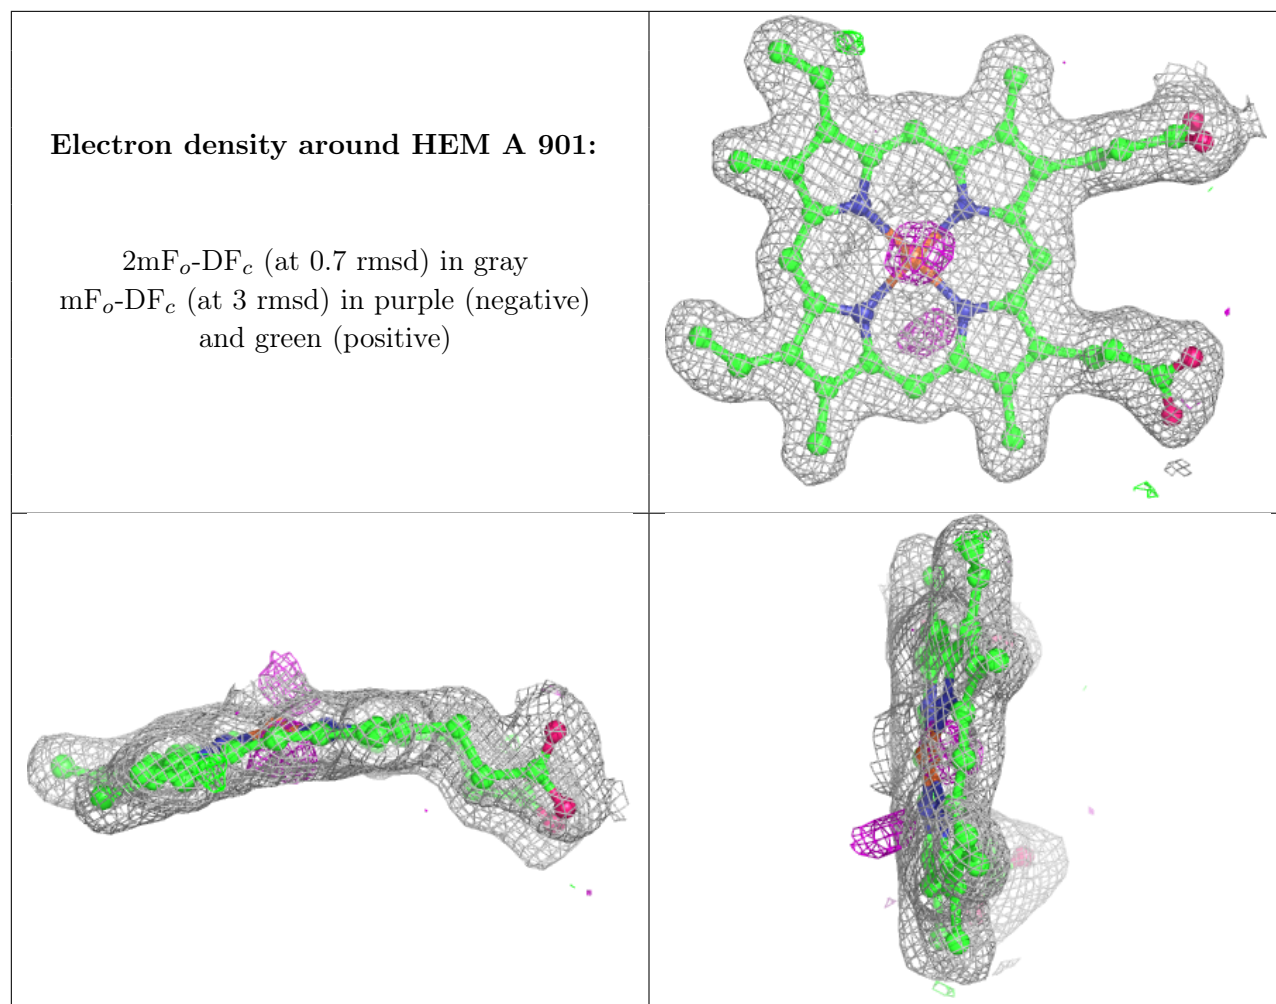 Electron density around HEM A 901:
2mFo-DFc (at 0.7 rmsd) in gray
mFo-DFc (at 3 rmsd) in purple (negative)
and green (positive)